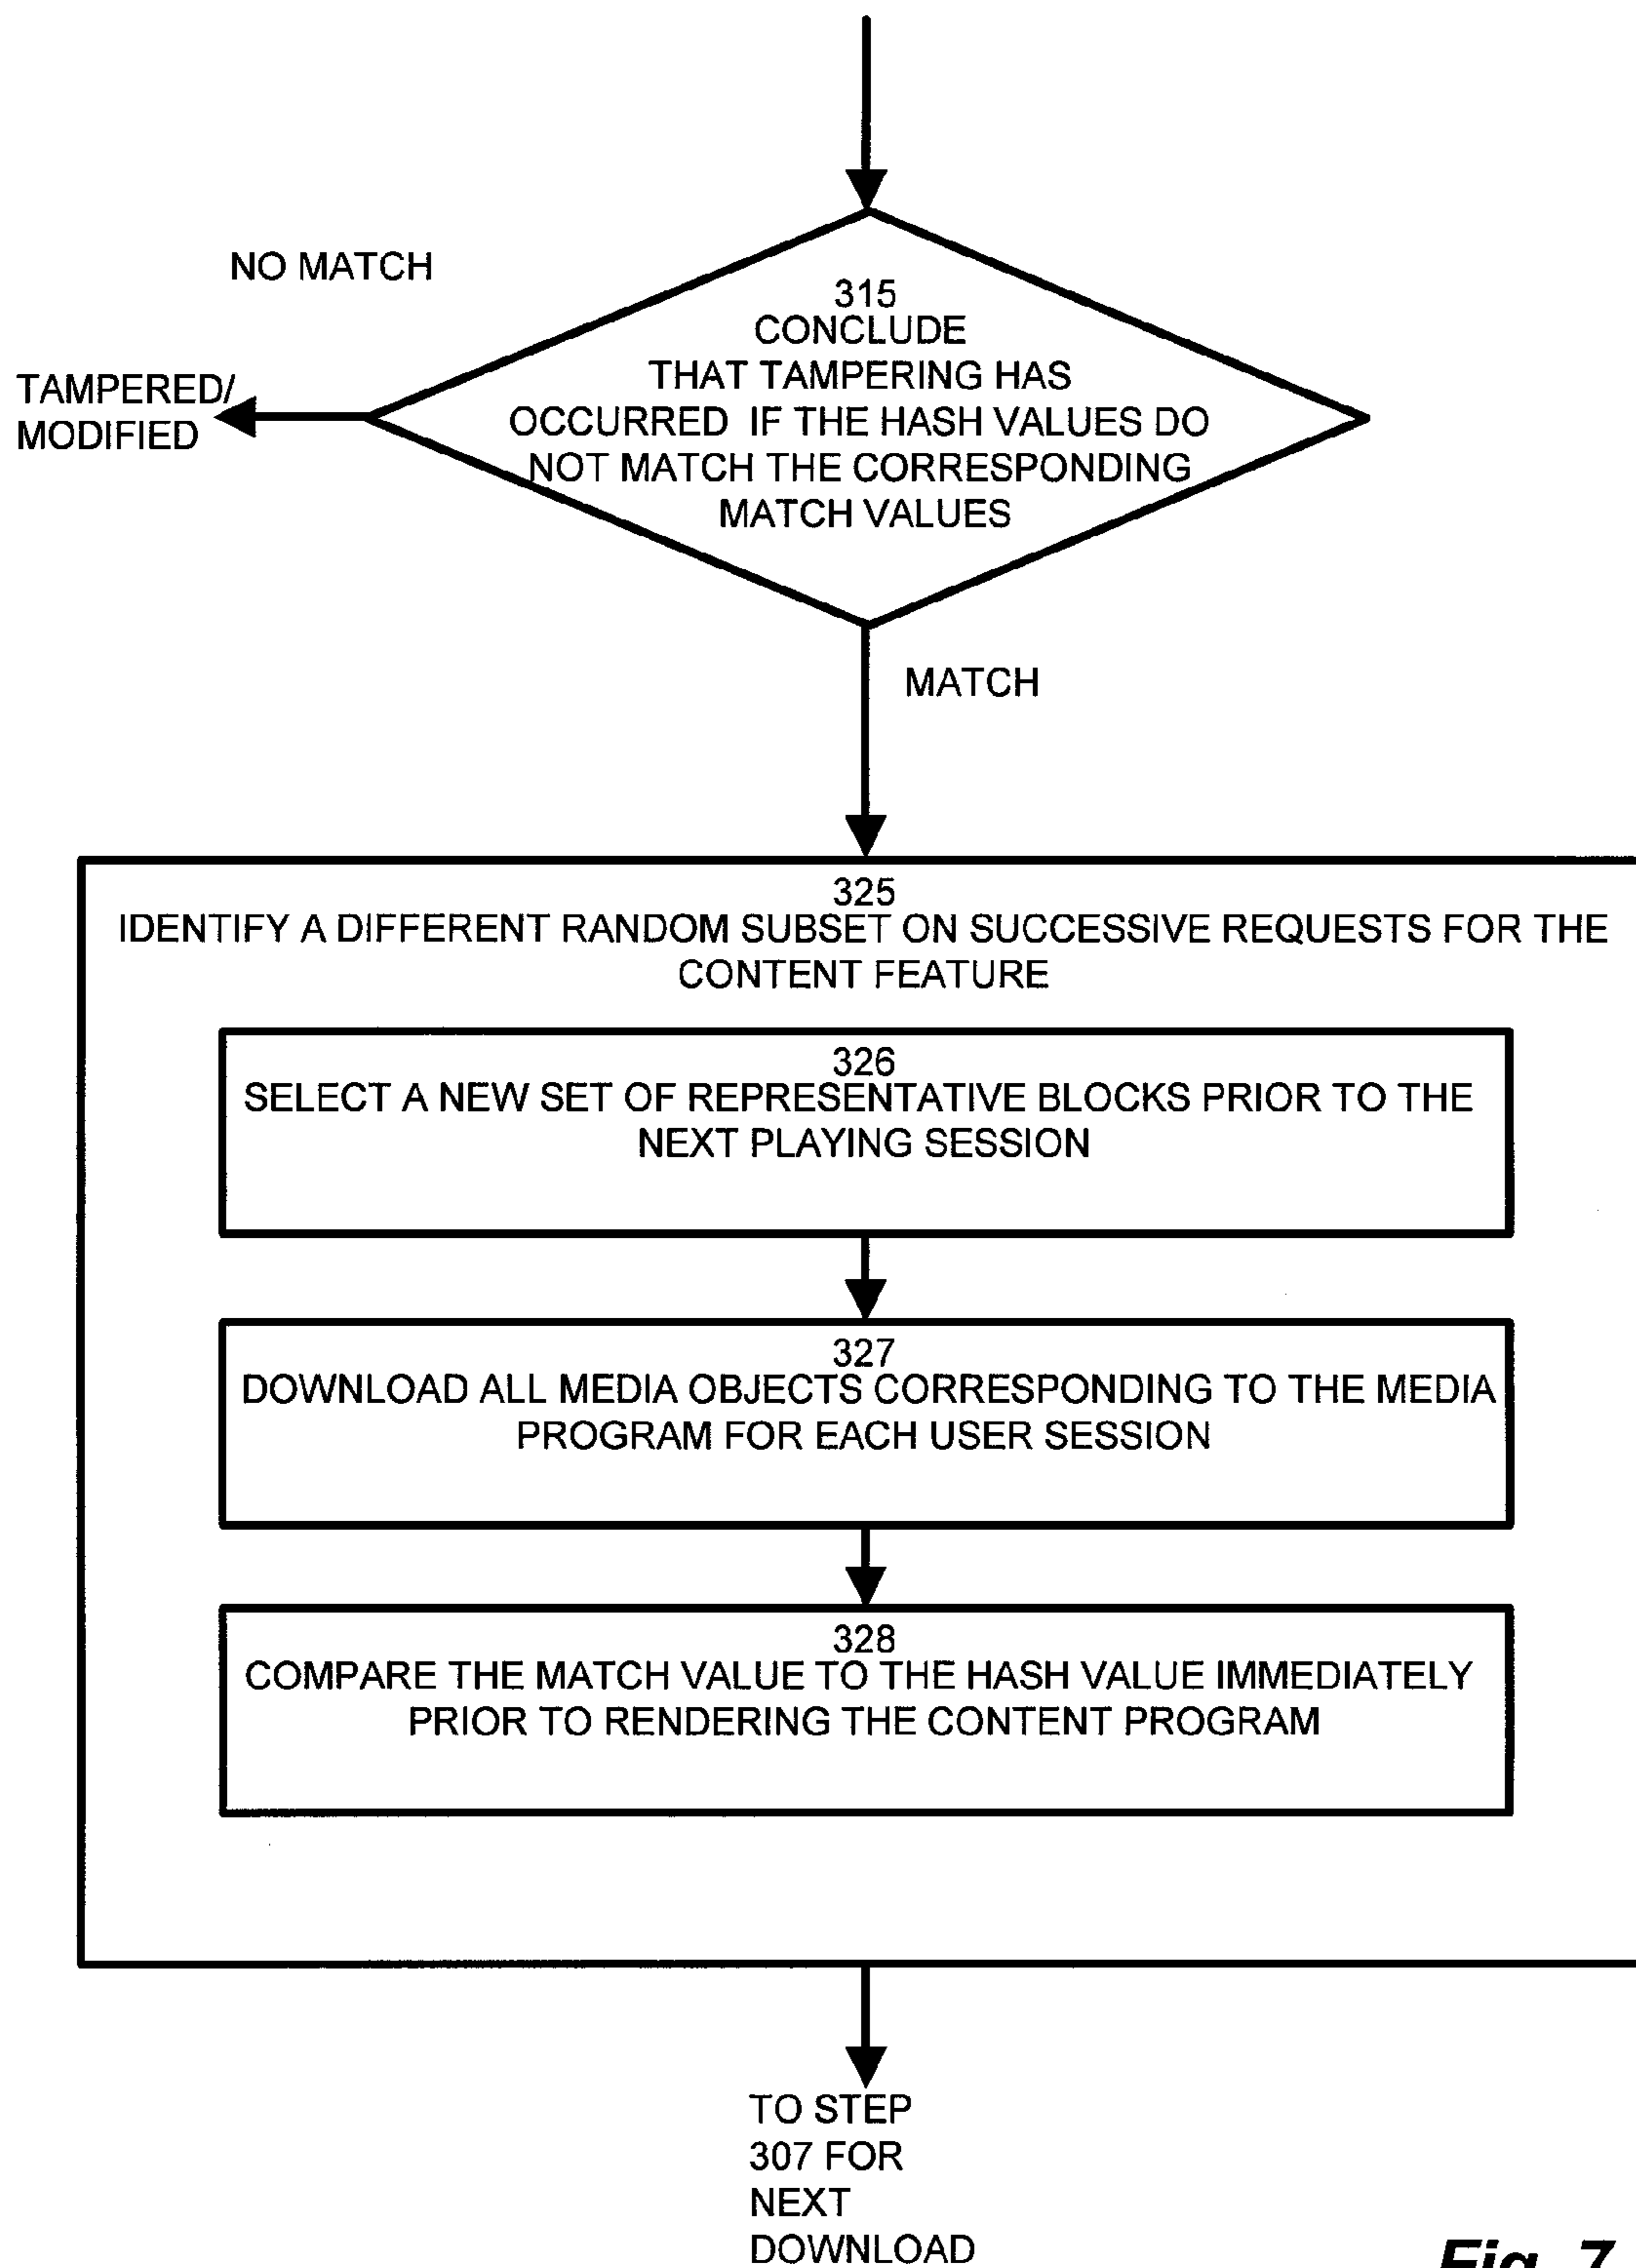 NO MATCH
315
CONCLUDE
THAT TAMPERING HAS
OCCURRED IF THE HASH VALUES DO
NOT MATCH THE CORRESPONDING
MATCH VALUES
TAMPERED/
MODIFIED
MATCH
325
IDENTIFY A DIFFERENT RANDOM SUBSET ON SUCCESSIVE REQUESTS FOR THE
CONTENT FEATURE
326
SELECT A NEW SET OF REPRESENTATIVE BLOCKS PRIOR TO THE
NEXT PLAYING SESSION
327
DOWNLOAD ALL MEDIA OBJECTS CORRESPONDING TO THE MEDIA
PROGRAM FOR EACH USER SESSION
328
COMPARE THE MATCH VALUE TO THE HASH VALUE IMMEDIATELY
PRIOR TO RENDERING THE CONTENT PROGRAM
TO STEP
307 FOR
NEXT
DOWNLOAD
Fig. 7